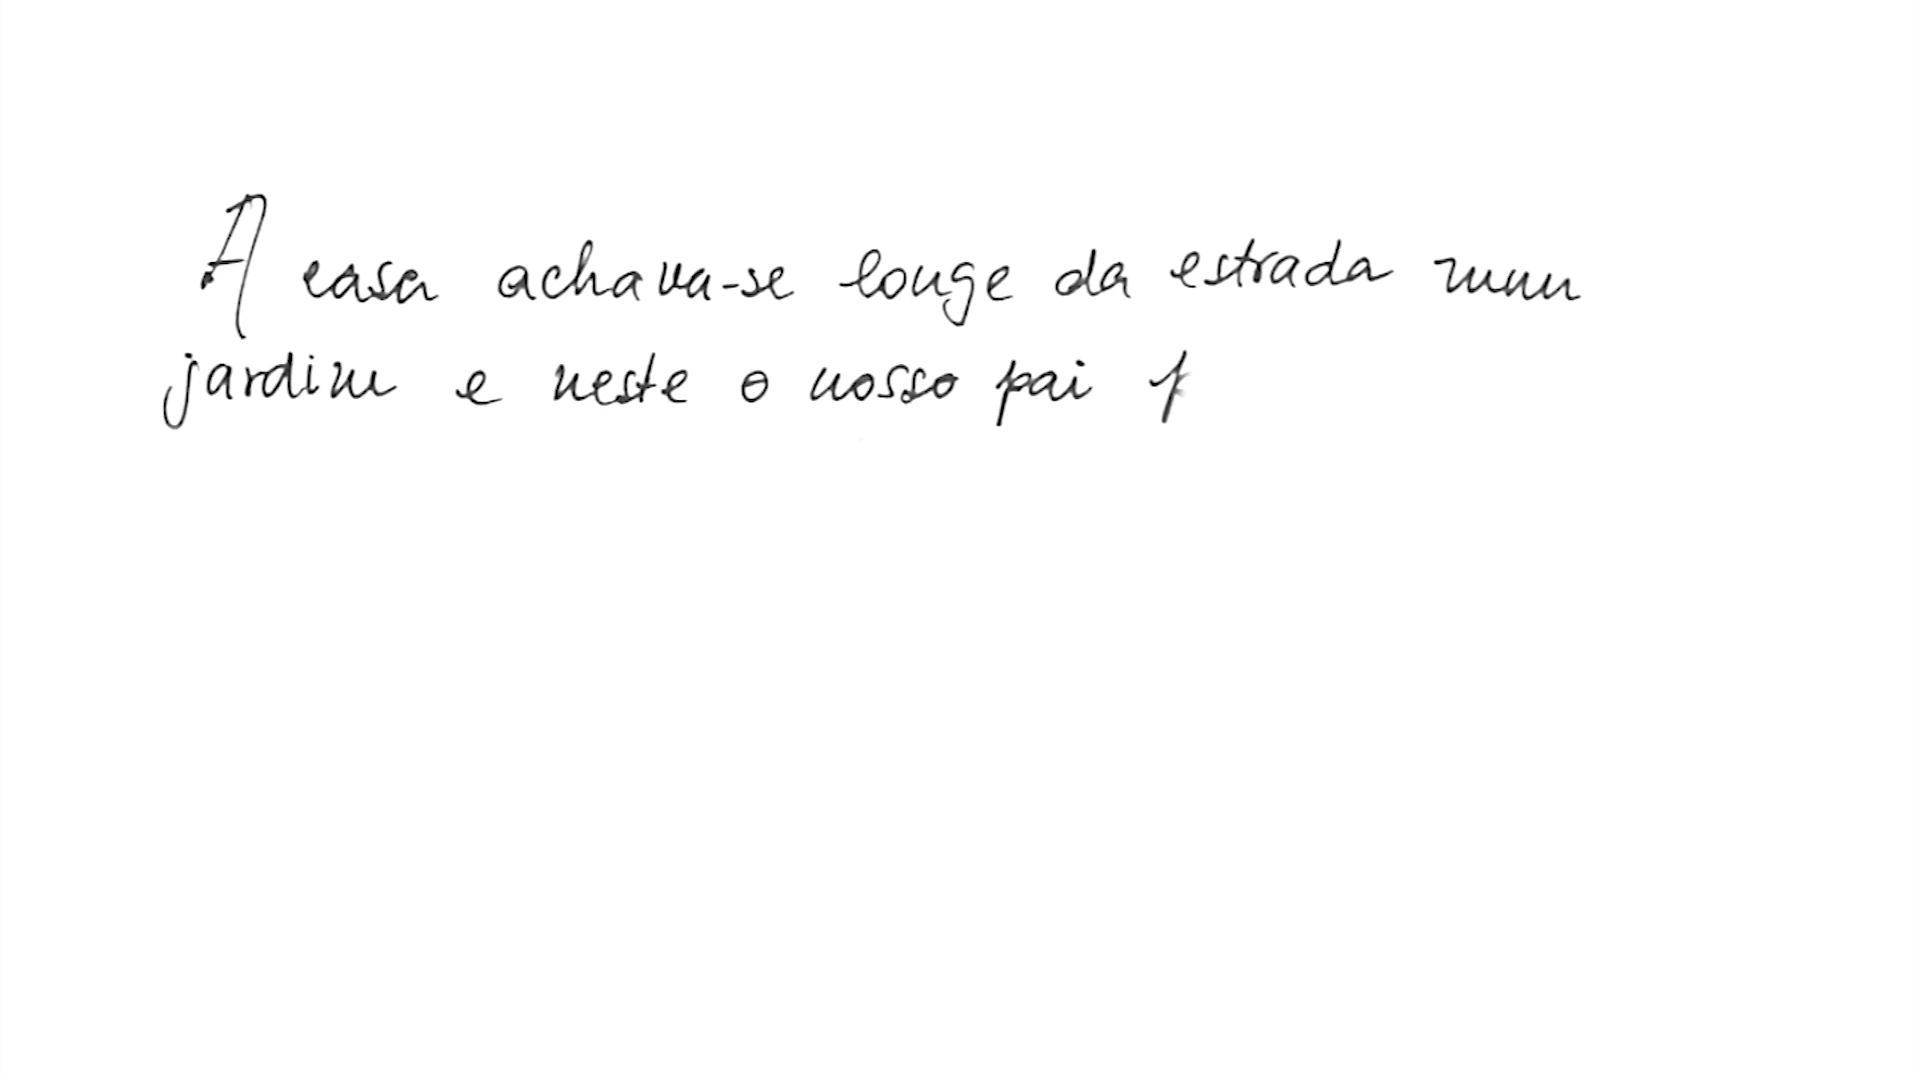 A casa achava-se longe da estrada num
jardim e neste o nosso pai